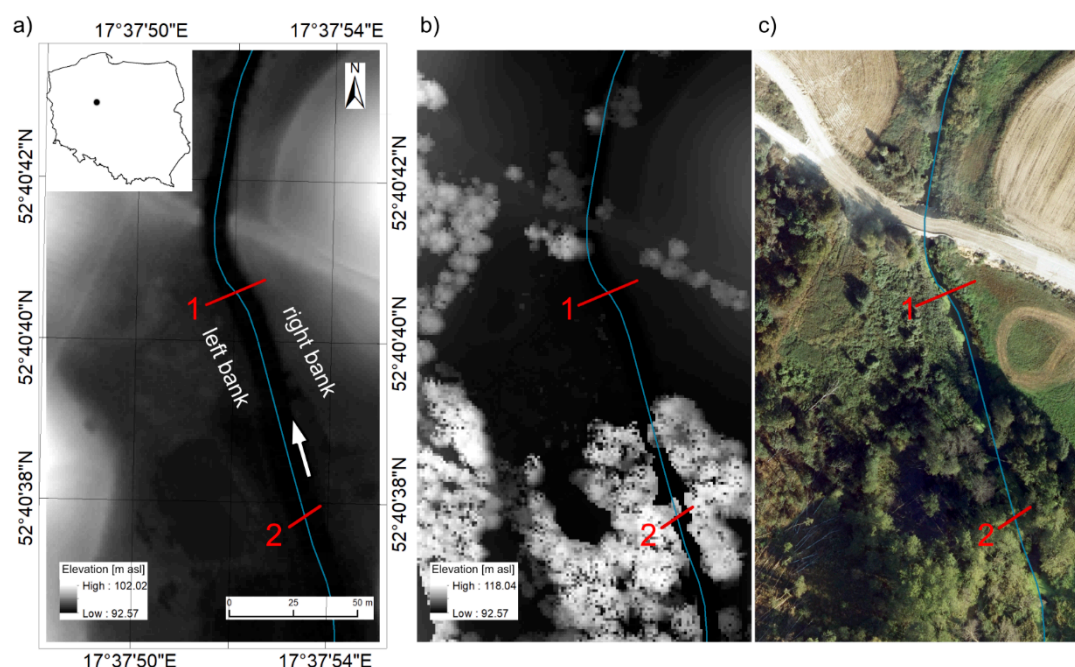 a)
17°37'50"E
17°37'54"E
b)
c)
N
52°40'42"N
52°40'40"N
52°40'38"N
1
left bank
right bank
2
Elevation [m asl]
High : 102.02
Low : 92.57
0 25 50 m
17°37'50"E
17°37'54"E
52°40'42"N
52°40'40"N
52°40'38"N
1
2
Elevation [m asl]
High : 118.04
Low : 92.57
1
2